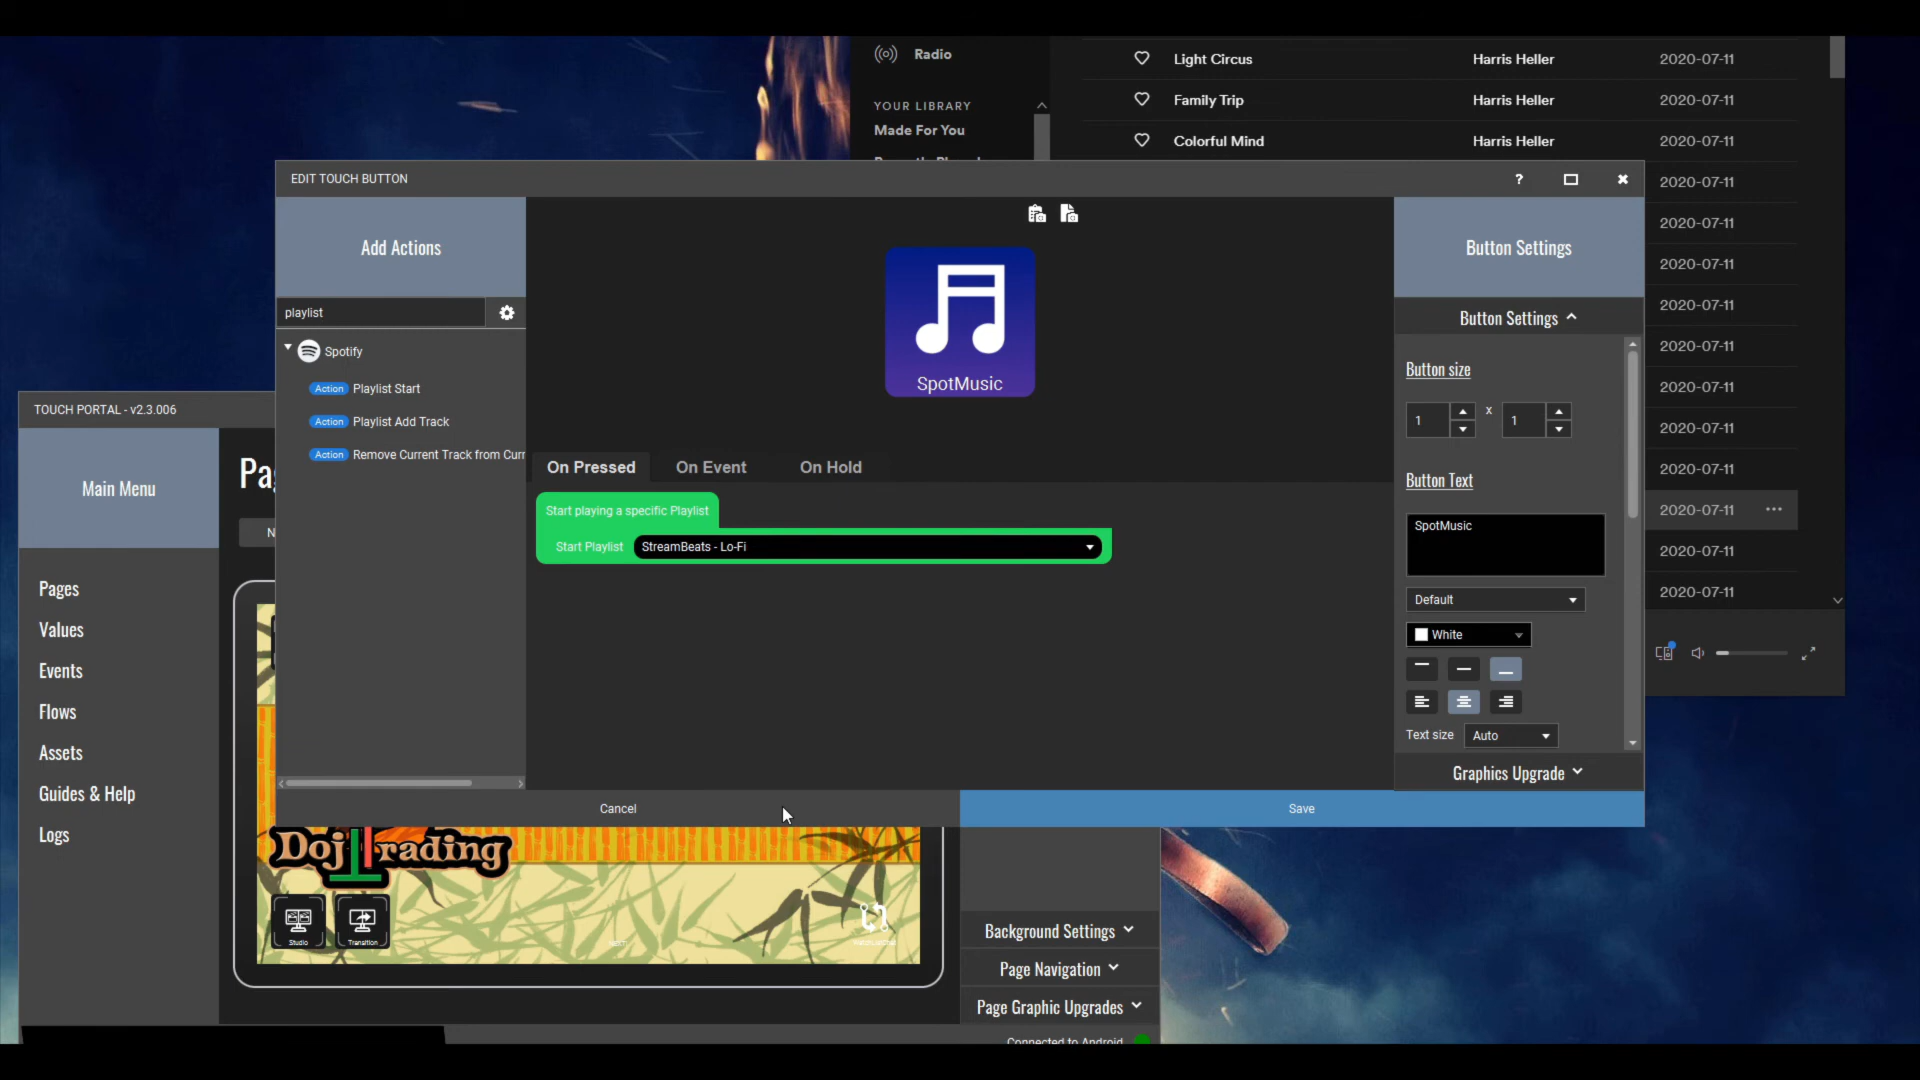 Radio
YOUR LIBRARY
Made For You
Light Circus Harris Heller 2020-07-11
Family Trip Harris Heller 2020-07-11
Colorful Mind Harris Heller 2020-07-11
2020-07-11
2020-07-11
2020-07-11
2020-07-11
2020-07-11
2020-07-11
2020-07-11
2020-07-11
2020-07-11
2020-07-11
2020-07-11
EDIT TOUCH BUTTON
?
Add Actions
playlist
Spotify
Action Playlist Start
Action Playlist Add Track
Action Remove Current Track from Curr
SpotMusic
On Pressed On Event On Hold
Start playing a specific Playlist
Start Playlist StreamBeats - Lo-Fi
Button Settings
Button Settings
Button size
1 x 1
Button Text
SpotMusic
Default
White
Text size Auto
Graphics Upgrade
Cancel
Save
TOUCH PORTAL - v2.3.006
Main Menu
Pages
Values
Events
Flows
Assets
Guides & Help
Logs
Pa
N
Doj Trading
Studio
Transition
Background Settings
Page Navigation
Page Graphic Upgrades
Connected to Android